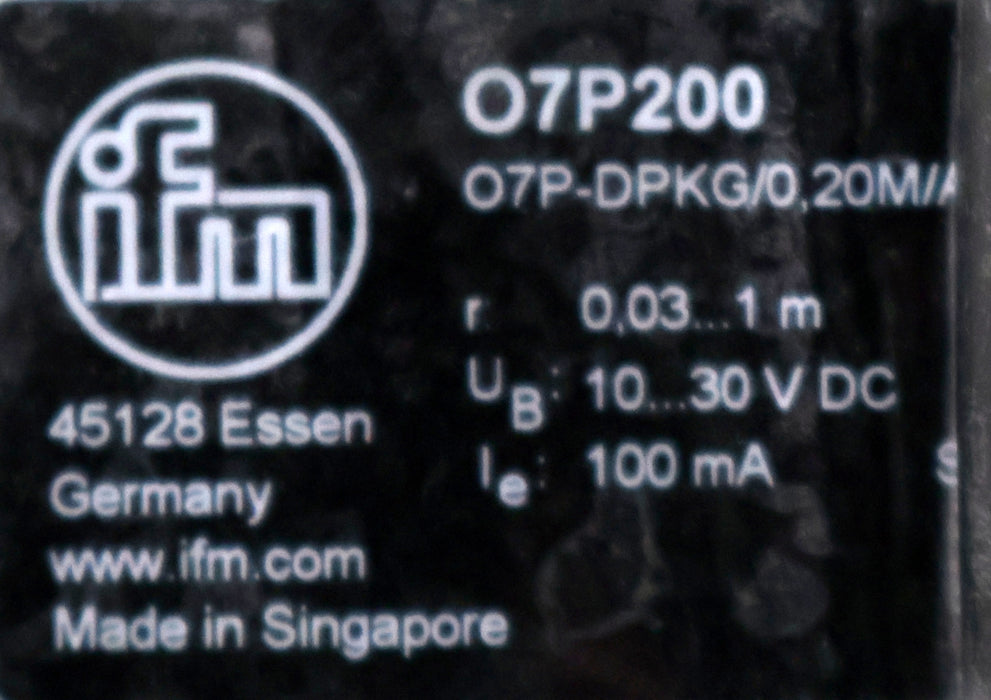 ifm
O7P200
O7P-DPKG/0,20M/A
r 0,03...1 m
UB: 10...30 V DC
Ie: 100 mA
45128 Essen
Germany
www.ifm.com
Made in Singapore